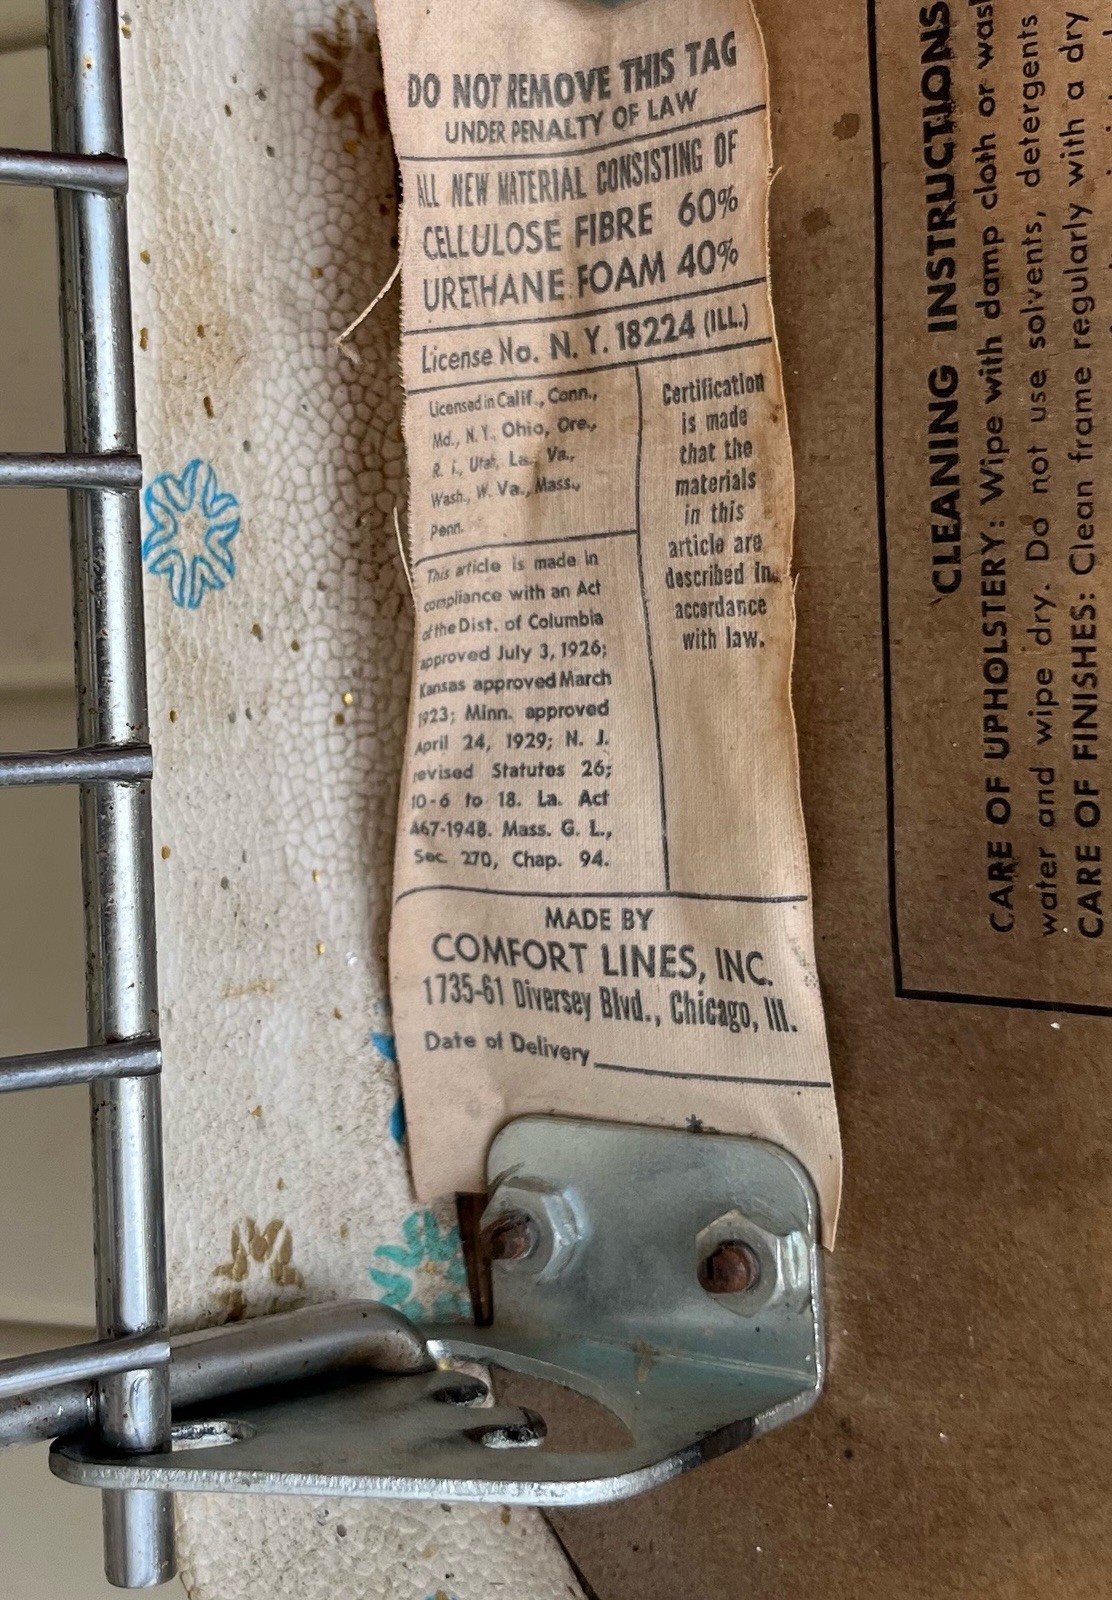 DO NOT REMOVE THIS TAG
UNDER PENALTY OF LAW
ALL NEW MATERIAL CONSISTING OF
CELLULOSE FIBRE 60%
URETHANE FOAM 40%
License No. N. Y. 18224 (ILL.)
Licensed in Calif., Conn.,
Md., N. Y. Ohio, Ore.,
R. I., Utah, La., Va.,
Wash., W. Va., Mass.,
Penn.
This article is made in
compliance with an Act
of the Dist. of Columbia
approved July 3, 1926;
Kansas approved March
1923; Minn. approved
April 24, 1929; N. J.
revised Statutes 26;
10-6 to 18. La. Act
467-1948. Mass. G. L.,
Sec. 270, Chap. 94.
Certification
is made
that the
materials
in this
article are
described in
accordance
with law.
MADE BY
COMFORT LINES, INC.
1735-61 Diversey Blvd., Chicago, Ill.
Date of Delivery
CLEANING INSTRUCTIONS
CARE OF UPHOLSTERY: Wipe with damp cloth or
water and wipe dry. Do not use solvents, detergents
CARE OF FINISHES: Clean frame regularly with a dry